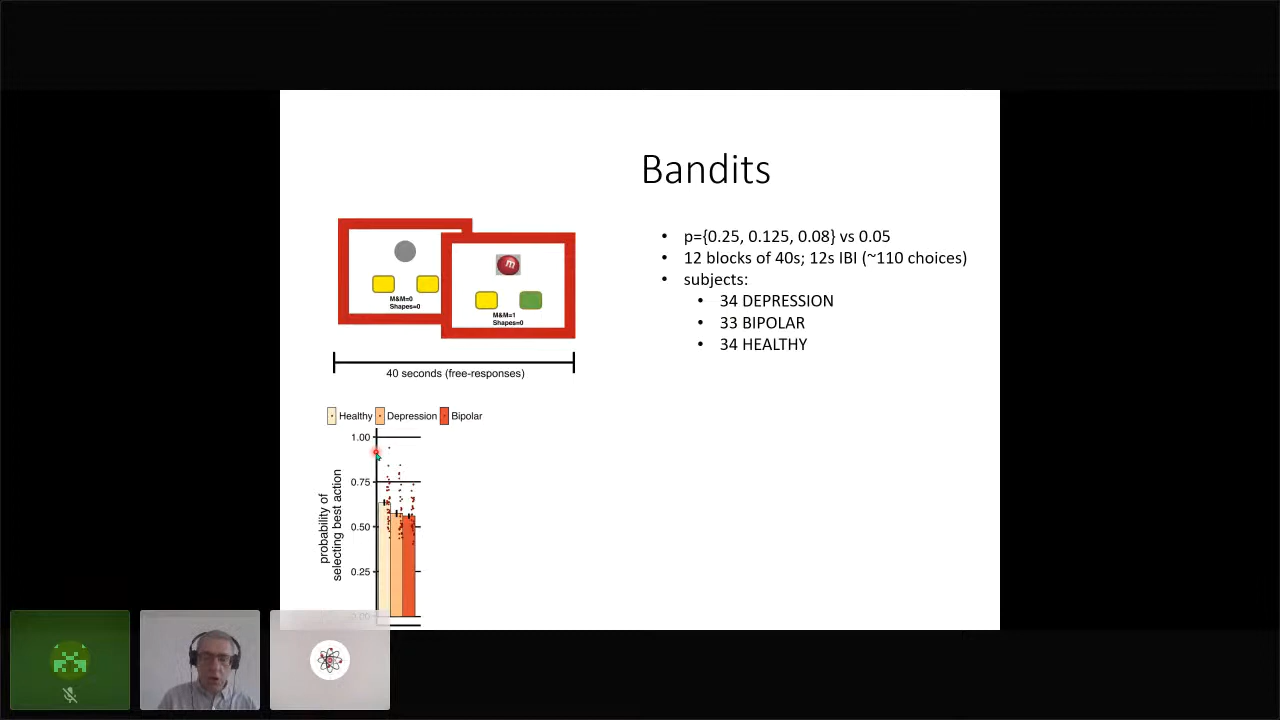 Bandits
• p={0.25, 0.125, 0.08} vs 0.05
• 12 blocks of 40s; 12s IBI (~110 choices)
• subjects:
• 34 DEPRESSION
• 33 BIPOLAR
• 34 HEALTHY
M&M=0
Shapes=0
m
M&M=1
Shapes=0
40 seconds (free-responses)
Healthy Depression Bipolar
probability of
selecting best action
1.00
0.75
0.50
0.25
0.00